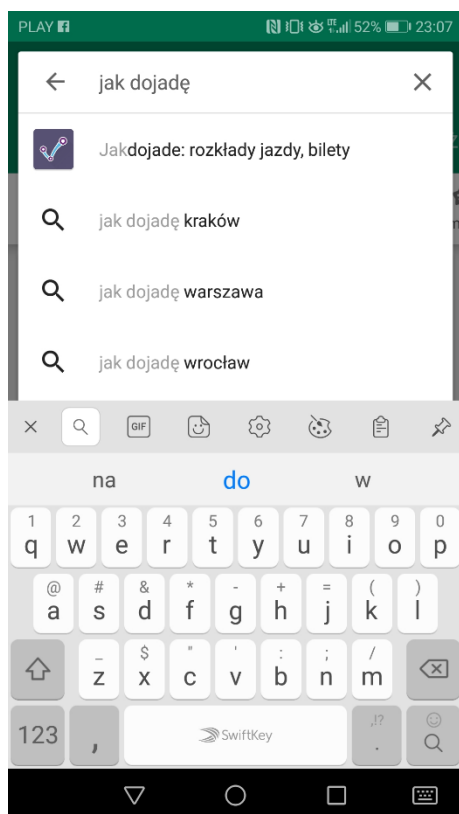 PLAY 52% 23:07
jak dojadę
Jakdojade: rozkłady jazdy, bilety
jak dojadę kraków
jak dojadę warszawa
jak dojadę wrocław
GIF
na do w
1 2 3 4 5 6 7 8 9 0
q w e r t y u i o p
@ # & * - + = ( )
a s d f g h j k l
_ $ " ' : ; /
z x c v b n m
123 , SwiftKey ,!? .